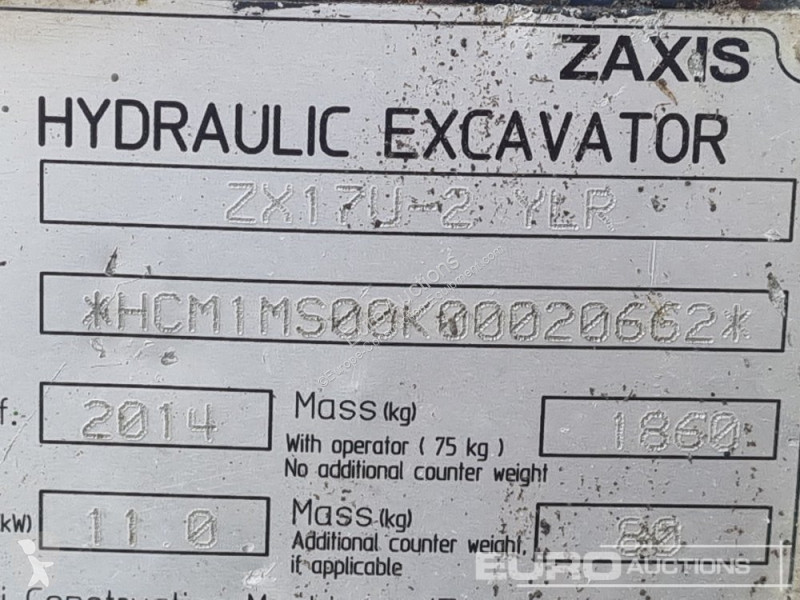 ZAXIS
HYDRAULIC EXCAVATOR
ZX17U-2 YLR
*HCM1MS00K00020662*
f: 2014 Mass (kg) 1860
With operator ( 75 kg )
No additional counter weight
kW) 11 0 Mass (kg) 80
Additional counter weight,
if applicable
EURO AUCTIONS